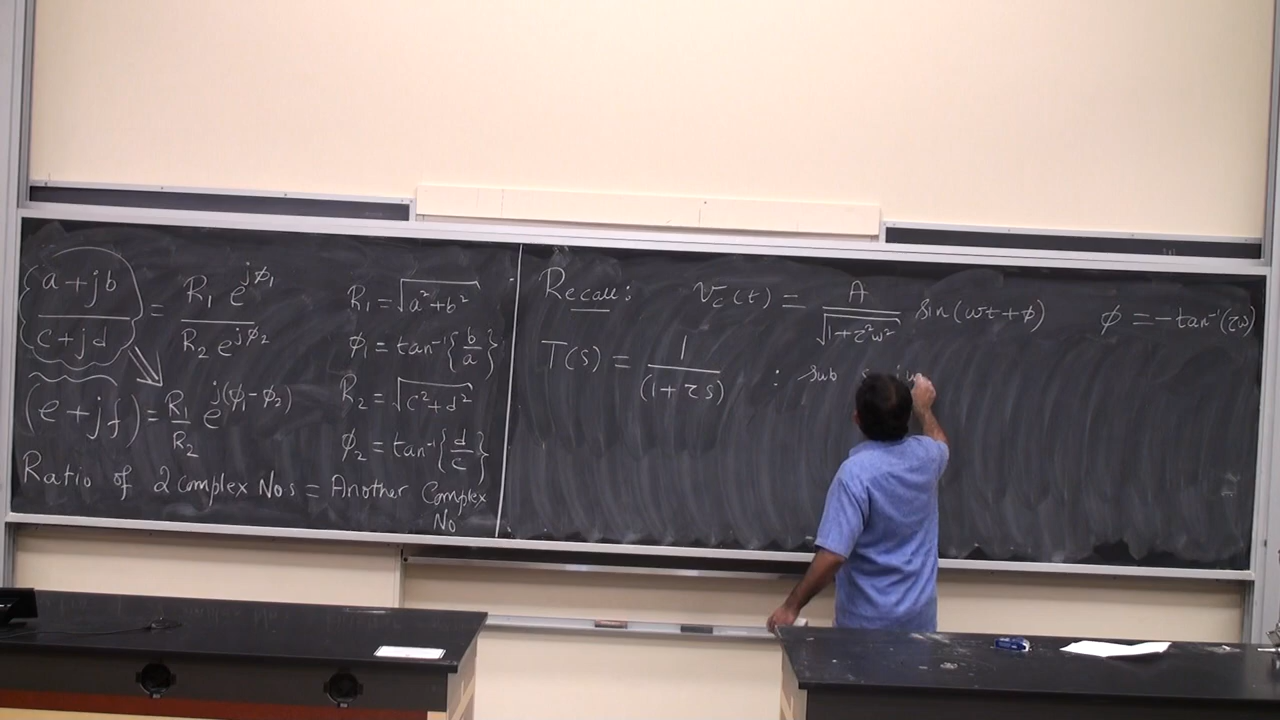 a+jb / c+jd = R₁ e^{jφ₁} / R₂ e^{jφ₂}
(e+jf) = R₁/R₂ e^{j(φ₁-φ₂)}
R₁ = √(a²+b²)
φ₁ = tan⁻¹{b/a}
R₂ = √(c²+d²)
φ₂ = tan⁻¹{d/c}
Ratio of 2 complex Nos = Another Complex
No
Recall: Vc(t) = A / √(1+τ²ω²) sin(ωt+φ) φ = -tan⁻¹(τω)
T(s) = 1 / (1+τs) : sub